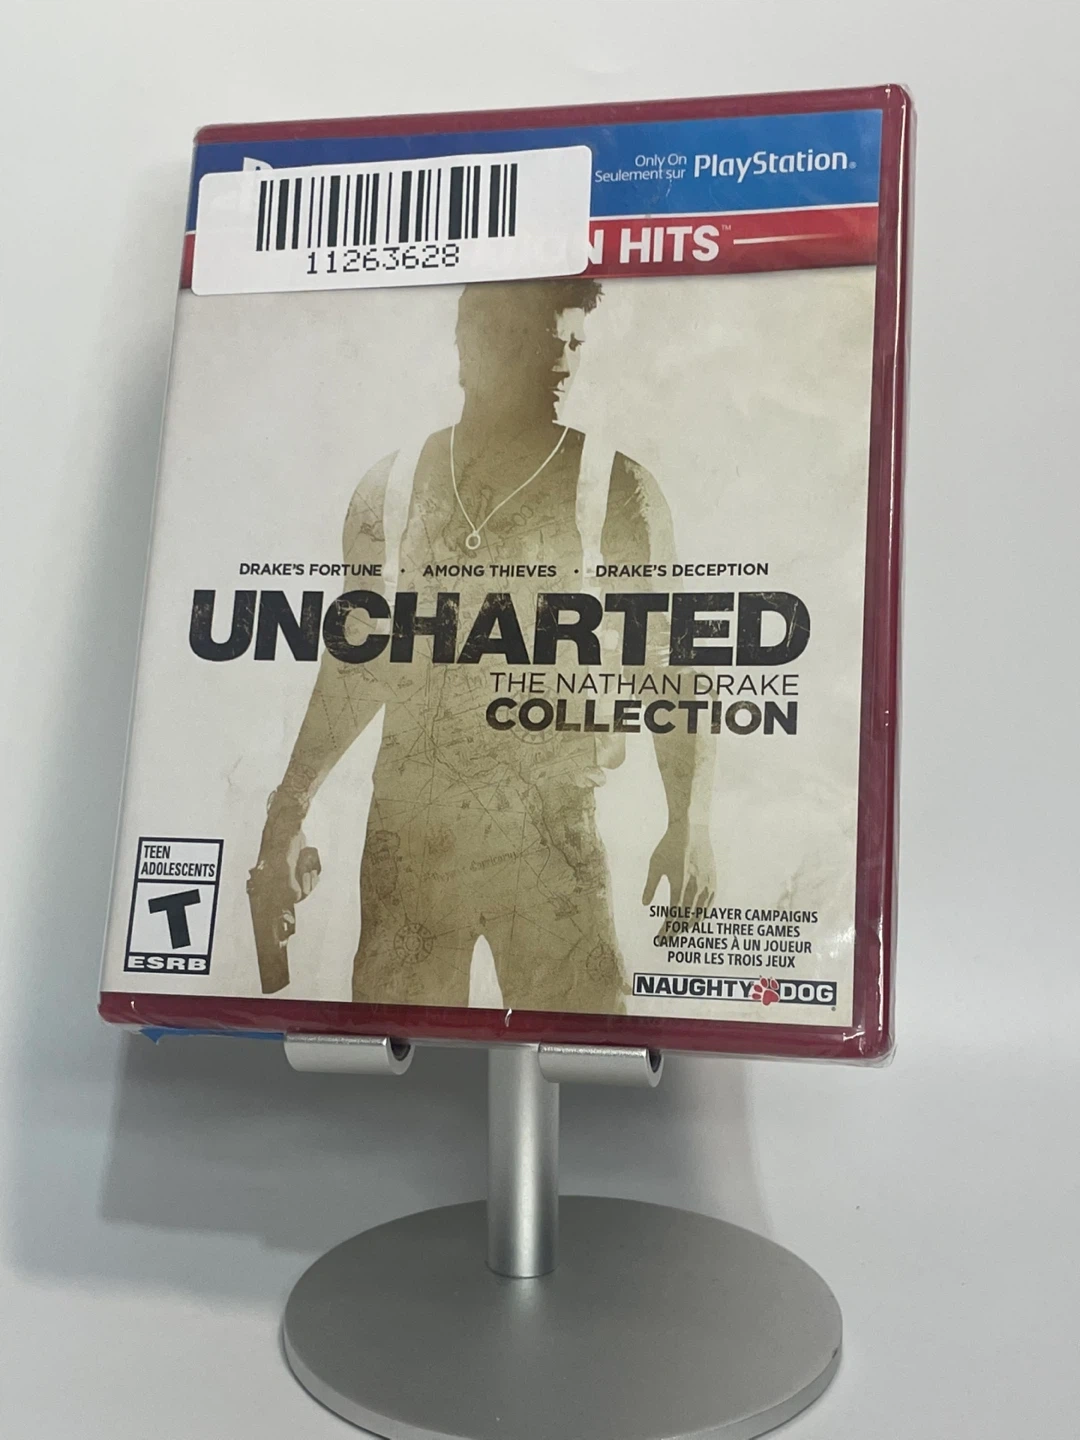 Only On
Seulement sur
PlayStation®
11263628
HITS™
DRAKE'S FORTUNE · AMONG THIEVES · DRAKE'S DECEPTION
UNCHARTED
THE NATHAN DRAKE
COLLECTION
TEEN
ADOLESCENTS
T
ESRB
SINGLE-PLAYER CAMPAIGNS
FOR ALL THREE GAMES
CAMPAGNES À UN JOUEUR
POUR LES TROIS JEUX
NAUGHTY DOG